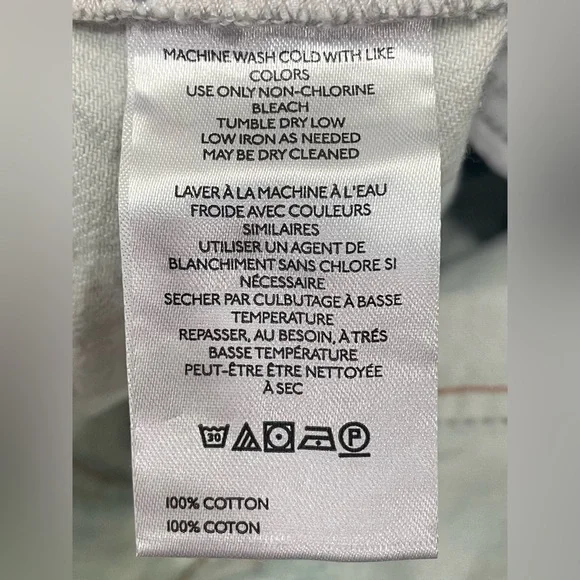 MACHINE WASH COLD WITH LIKE
COLORS
USE ONLY NON-CHLORINE
BLEACH
TUMBLE DRY LOW
LOW IRON AS NEEDED
MAY BE DRY CLEANED
LAVER À LA MACHINE À L'EAU
FROIDE AVEC COULEURS
SIMILAIRES
UTILISER UN AGENT DE
BLANCHIMENT SANS CHLORE SI
NÉCESSAIRE
SECHER PAR CULBUTAGE À BASSE
TEMPERATURE
REPASSER, AU BESOIN, À TRÉS
BASSE TEMPÉRATURE
PEUT-ÊTRE ÊTRE NETTOYÉE
À SEC
30 P
100% COTTON
100% COTON